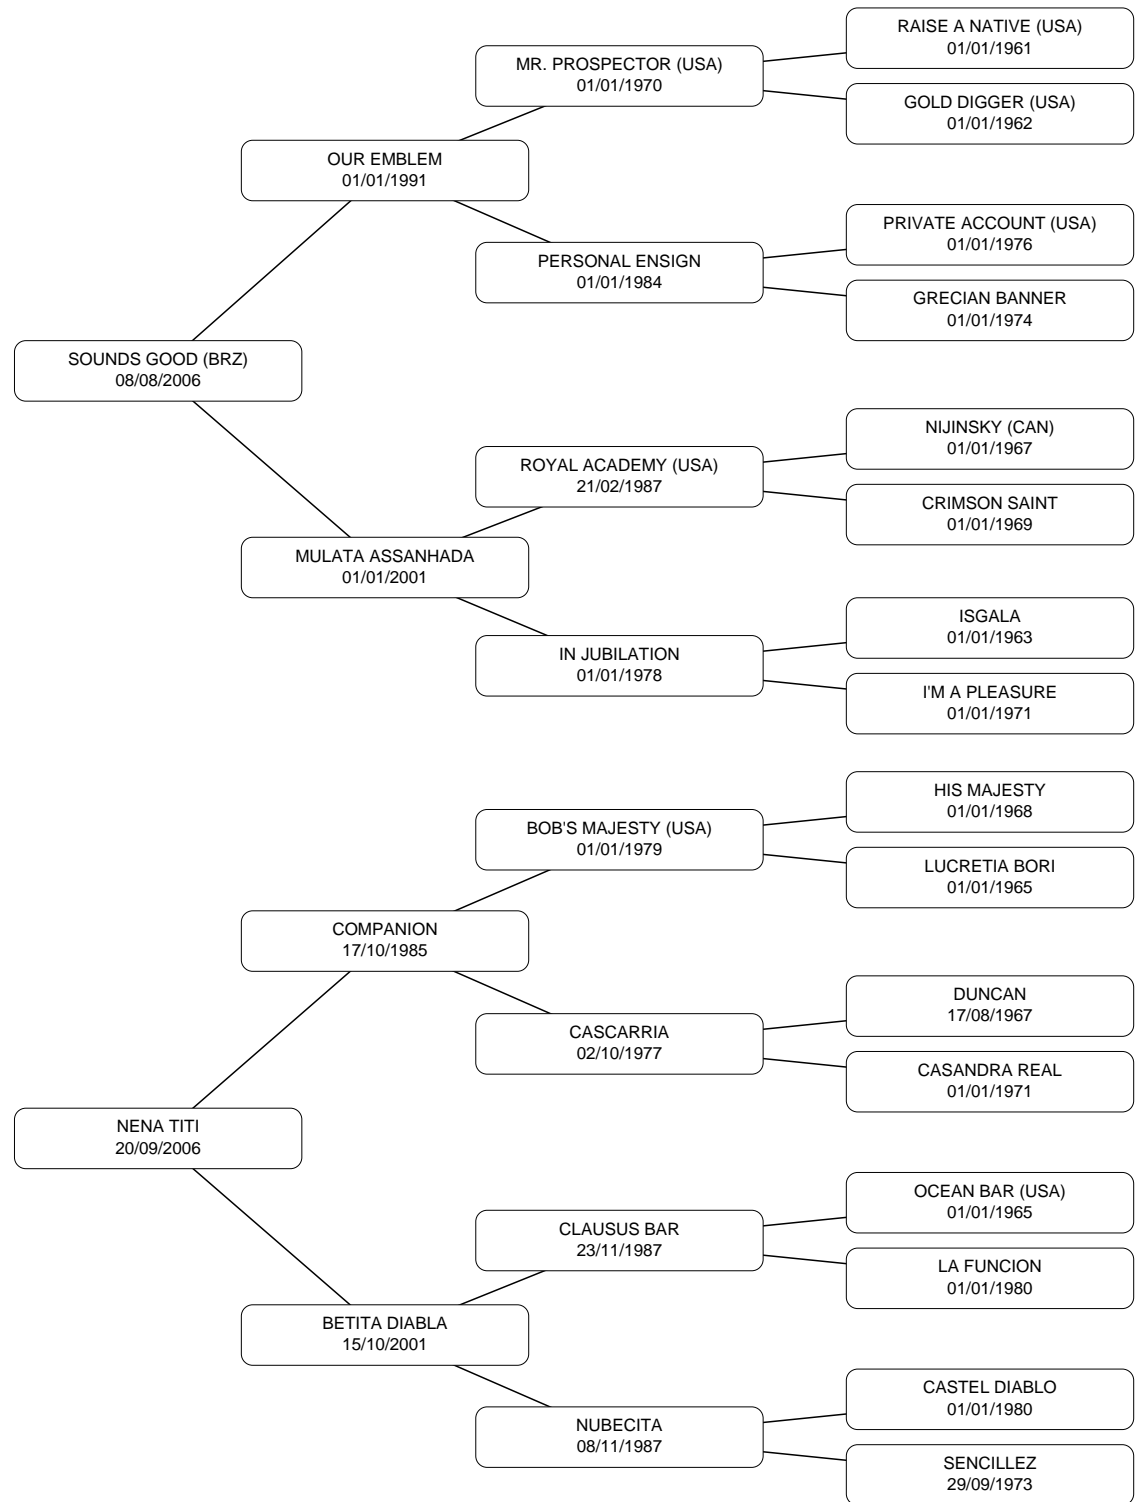 RAISE A NATIVE (USA)
01/01/1961
MR. PROSPECTOR (USA)
01/01/1970
GOLD DIGGER (USA)
01/01/1962
OUR EMBLEM
01/01/1991
PRIVATE ACCOUNT (USA)
01/01/1976
PERSONAL ENSIGN
01/01/1984
GRECIAN BANNER
01/01/1974
SOUNDS GOOD (BRZ)
08/08/2006
NIJINSKY (CAN)
01/01/1967
ROYAL ACADEMY (USA)
21/02/1987
CRIMSON SAINT
01/01/1969
MULATA ASSANHADA
01/01/2001
ISGALA
01/01/1963
IN JUBILATION
01/01/1978
I'M A PLEASURE
01/01/1971
HIS MAJESTY
01/01/1968
BOB'S MAJESTY (USA)
01/01/1979
LUCRETIA BORI
01/01/1965
COMPANION
17/10/1985
DUNCAN
17/08/1967
CASCARRIA
02/10/1977
CASANDRA REAL
01/01/1971
NENA TITI
20/09/2006
OCEAN BAR (USA)
01/01/1965
CLAUSUS BAR
23/11/1987
LA FUNCION
01/01/1980
BETITA DIABLA
15/10/2001
CASTEL DIABLO
01/01/1980
NUBECITA
08/11/1987
SENCILLEZ
29/09/1973